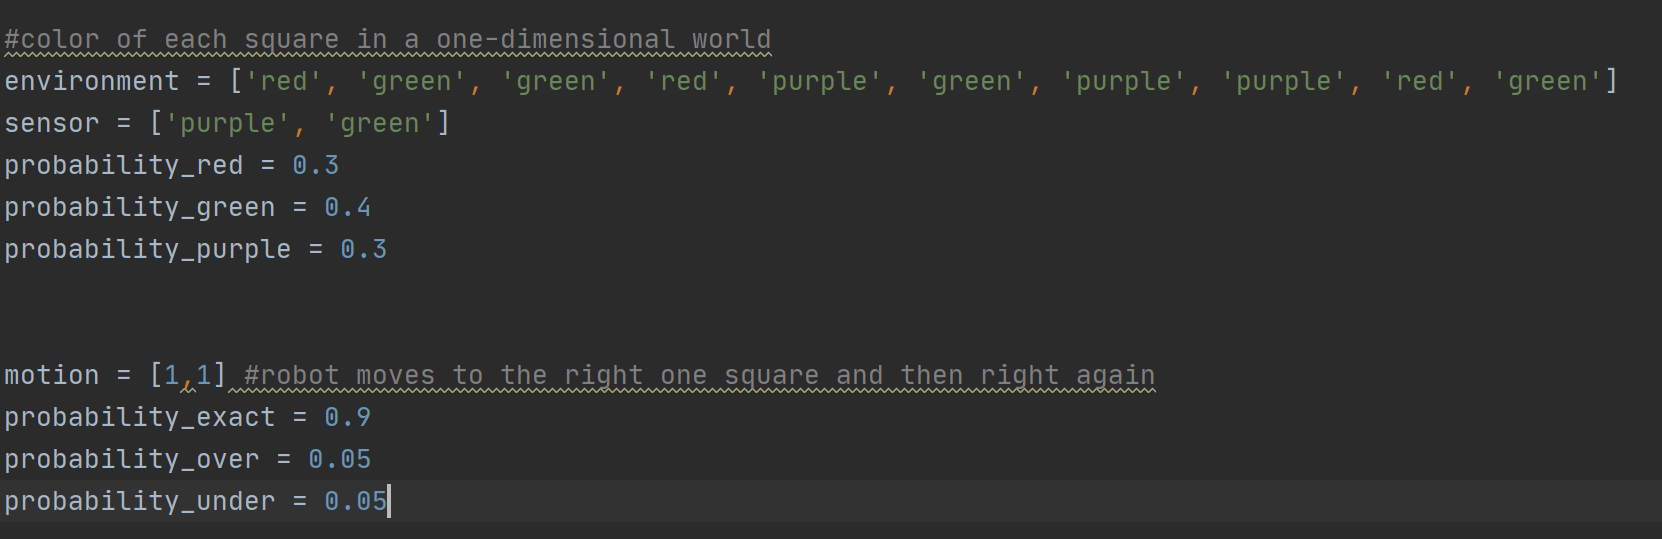 #color of each square in a one-dimensional world
environment = ['red', 'green', 'green', 'red', 'purple', 'green', 'purple', 'purple', 'red', 'green']
sensor = ['purple', 'green']
probability_red = 0.3
probability_green = 0.4
probability_purple = 0.3
motion = [1,1] #robot moves to the right one square and then right again
probability_exact = 0.9
probability_over = 0.05
probability_under = 0.05